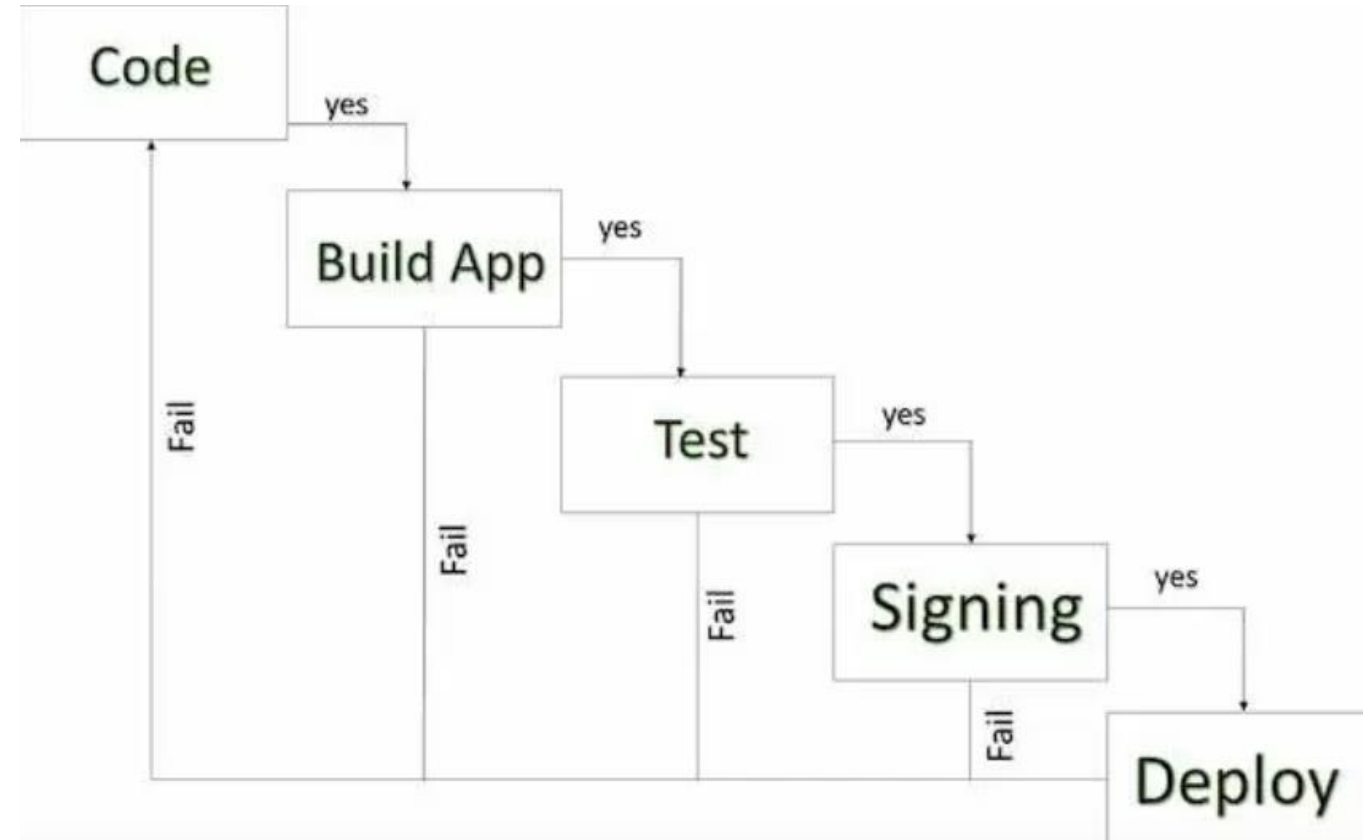 Code
yes
Build App
yes
Test
yes
Signing
yes
Deploy
Fail
Fail
Fail
Fail